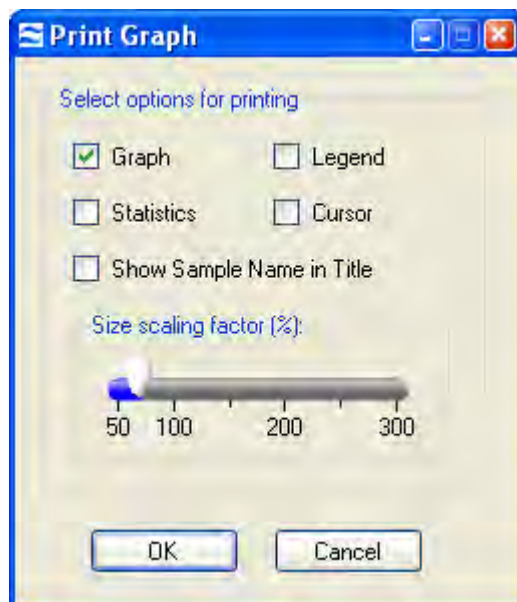 Print Graph
Select options for printing
Graph Legend
Statistics Cursor
Show Sample Name in Title
Size scaling factor (%):
50 100 200 300
OK Cancel